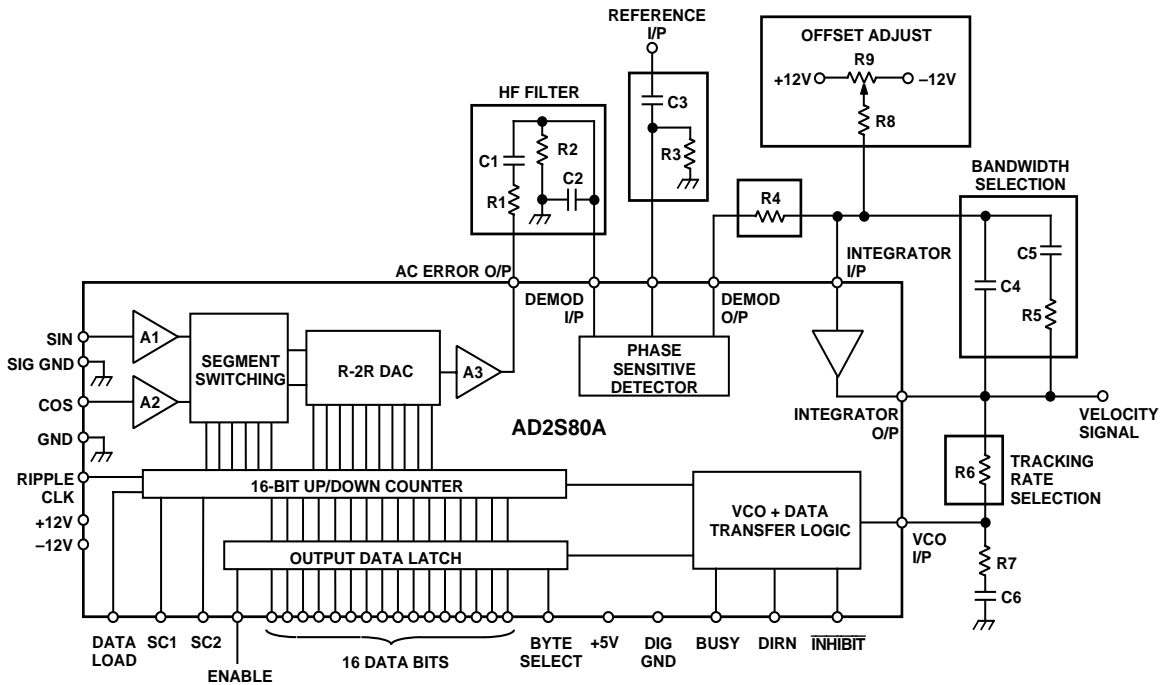 REFERENCE
I/P
OFFSET ADJUST
R9
+12V
–12V
R8
HF FILTER
C3
R3
C1
R2
C2
R1
BANDWIDTH
SELECTION
R4
C5
C4
R5
INTEGRATOR
I/P
AC ERROR O/P
DEMOD
I/P
DEMOD
O/P
SIN
A1
SIG GND
SEGMENT
SWITCHING
R-2R DAC
A3
PHASE
SENSITIVE
DETECTOR
COS
A2
GND
AD2S80A
INTEGRATOR
O/P
VELOCITY
SIGNAL
RIPPLE
CLK
16-BIT UP/DOWN COUNTER
R6
TRACKING
RATE
SELECTION
+12V
–12V
VCO + DATA
TRANSFER LOGIC
VCO
I/P
OUTPUT DATA LATCH
R7
C6
DATA
LOAD
SC1
SC2
ENABLE
16 DATA BITS
BYTE
SELECT
+5V
DIG
GND
BUSY
DIRN
INHIBIT